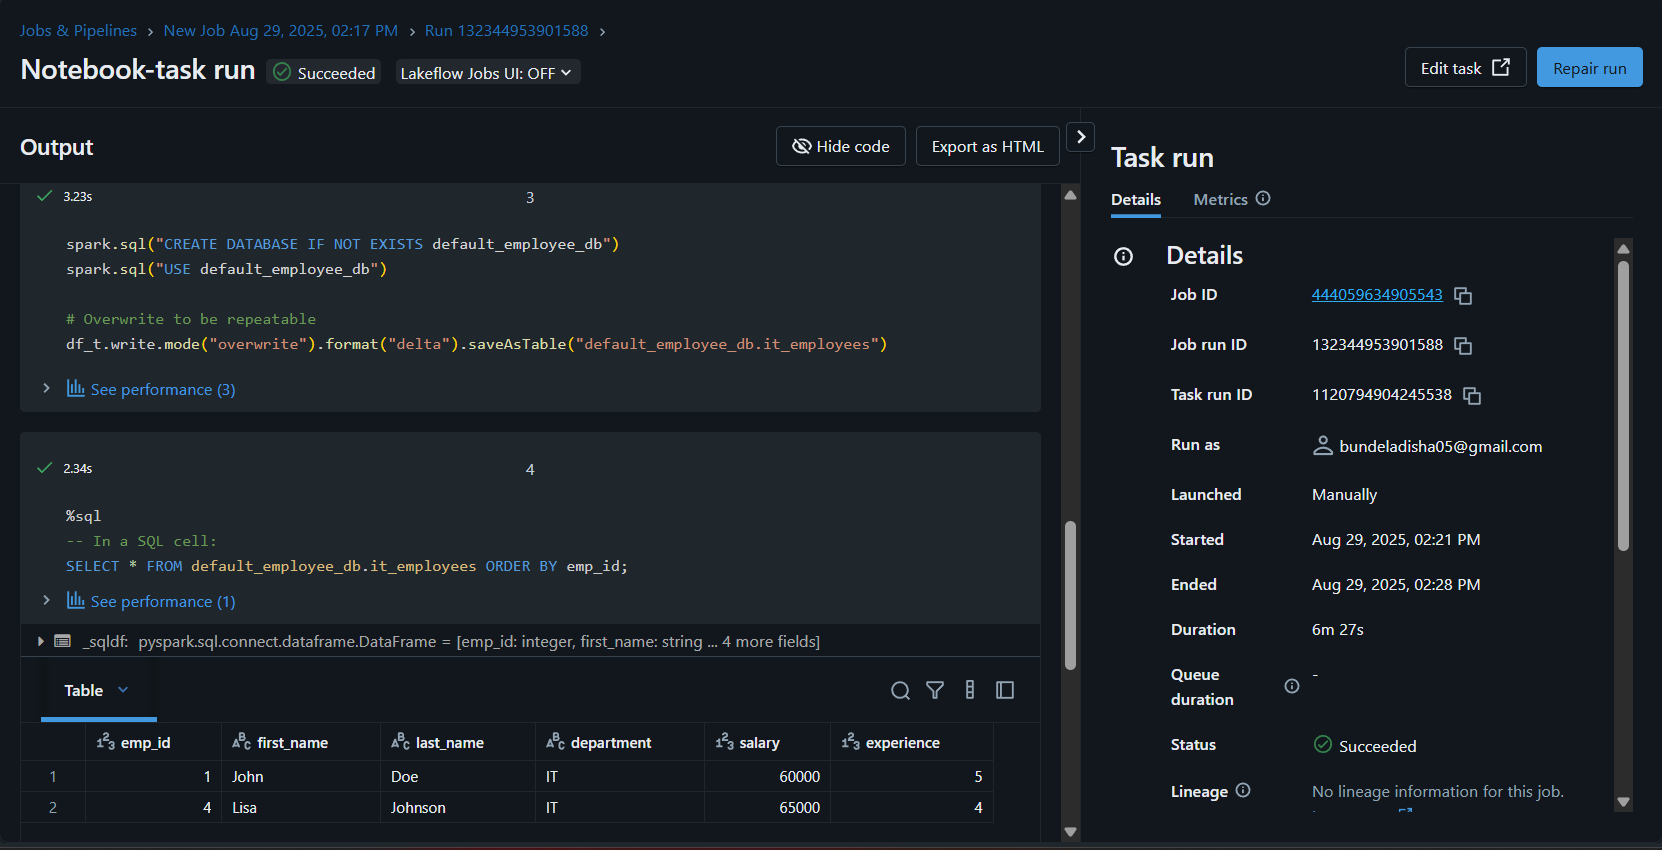 Jobs & Pipelines > New Job Aug 29, 2025, 02:17 PM > Run 132344953901588 >
Notebook-task run Succeeded Lakeflow Jobs UI: OFF
Edit task Repair run
Output
Hide code Export as HTML
3.23s 3
spark.sql("CREATE DATABASE IF NOT EXISTS default_employee_db")
spark.sql("USE default_employee_db")
# Overwrite to be repeatable
df_t.write.mode("overwrite").format("delta").saveAsTable("default_employee_db.it_employees")
See performance (3)
2.34s 4
%sql
-- In a SQL cell:
SELECT * FROM default_employee_db.it_employees ORDER BY emp_id;
See performance (1)
_sqldf: pyspark.sql.connect.dataframe.DataFrame = [emp_id: integer, first_name: string ... 4 more fields]
Table
emp_id first_name last_name department salary experience
1 1 John Doe IT 60000 5
2 4 Lisa Johnson IT 65000 4
Task run
Details Metrics
Details
Job ID 444059634905543
Job run ID 132344953901588
Task run ID 1120794904245538
Run as bundeladisha05@gmail.com
Launched Manually
Started Aug 29, 2025, 02:21 PM
Ended Aug 29, 2025, 02:28 PM
Duration 6m 27s
Queue duration -
Status Succeeded
Lineage No lineage information for this job.